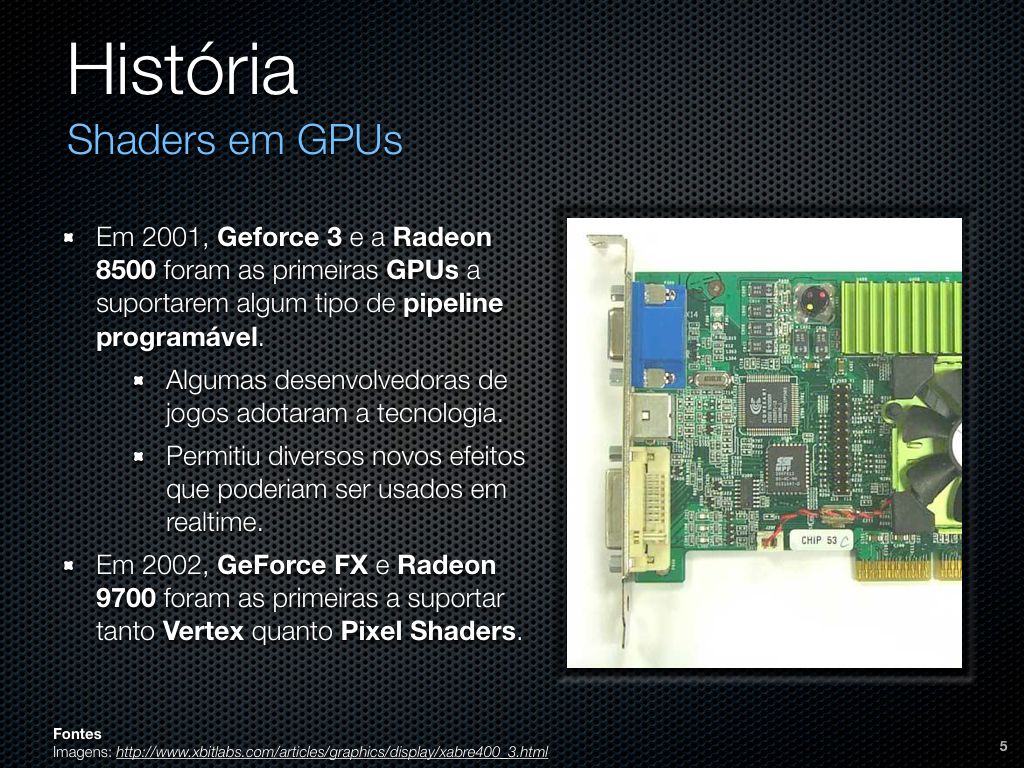 História
Shaders em GPUs
Em 2001, Geforce 3 e a Radeon
8500 foram as primeiras GPUs a
suportarem algum tipo de pipeline
programável.
Algumas desenvolvedoras de
jogos adotaram a tecnologia.
Permitiu diversos novos efeitos
que poderiam ser usados em
realtime.
Em 2002, GeForce FX e Radeon
9700 foram as primeiras a suportar
tanto Vertex quanto Pixel Shaders.
CONEXANT
CHIP 53 C
Fontes
Imagens: http://www.xbitlabs.com/articles/graphics/display/xabre400_3.html
5